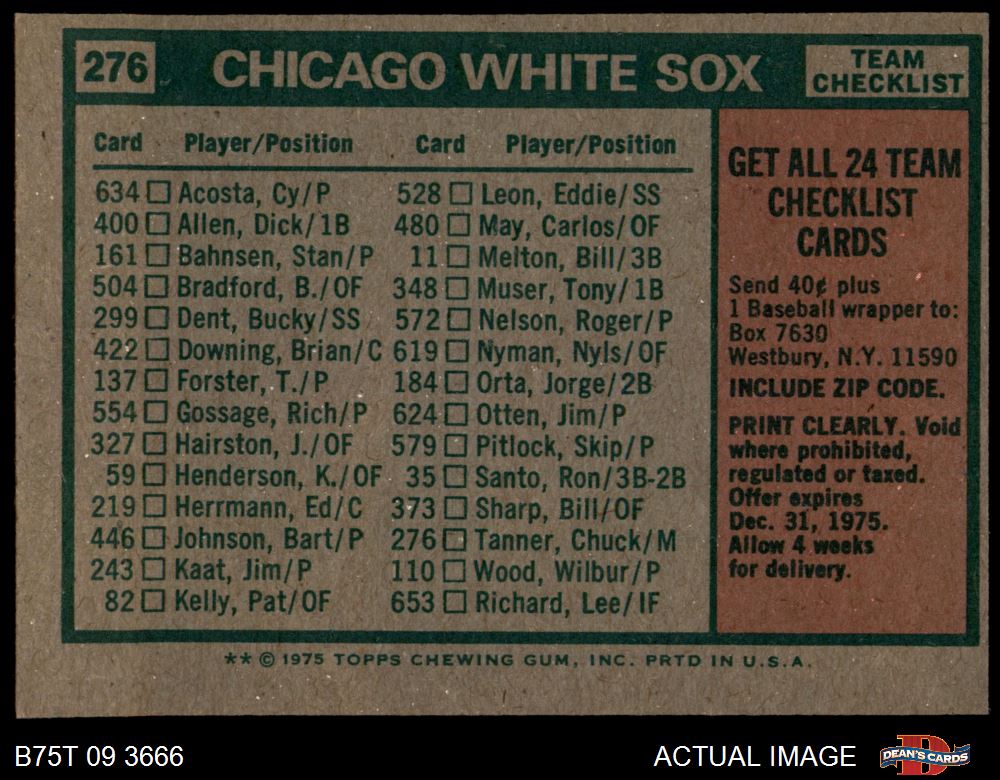 276 CHICAGO WHITE SOX TEAM CHECKLIST
Card Player/Position Card Player/Position
634 Acosta, Cy/P 528 Leon, Eddie/SS
400 Allen, Dick/1B 480 May, Carlos/OF
161 Bahnsen, Stan/P 11 Melton, Bill/3B
504 Bradford, B./OF 348 Muser, Tony/1B
299 Dent, Bucky/SS 572 Nelson, Roger/P
422 Downing, Brian/C 619 Nyman, Nyls/OF
137 Forster, T./P 184 Orta, Jorge/2B
554 Gossage, Rich/P 624 Otten, Jim/P
327 Hairston, J./OF 579 Pitlock, Skip/P
59 Henderson, K./OF 35 Santo, Ron/3B-2B
219 Herrmann, Ed/C 373 Sharp, Bill/OF
446 Johnson, Bart/P 276 Tanner, Chuck/M
243 Kaat, Jim/P 110 Wood, Wilbur/P
82 Kelly, Pat/OF 653 Richard, Lee/IF
GET ALL 24 TEAM
CHECKLIST
CARDS
Send 40¢ plus
1 Baseball wrapper to:
Box 7630
Westbury, N.Y. 11590
INCLUDE ZIP CODE.
PRINT CLEARLY. Void
where prohibited,
regulated or taxed.
Offer expires
Dec. 31, 1975.
Allow 4 weeks
for delivery.
** © 1975 TOPPS CHEWING GUM, INC. PRTD IN U.S.A.
B75T 09 3666 ACTUAL IMAGE DEAN'S CARDS